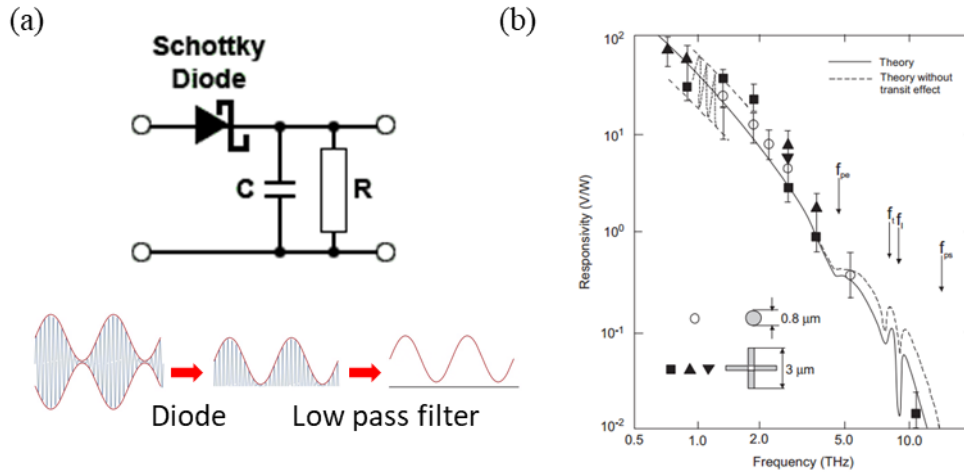 (a)
Schottky
Diode
C
R
Diode
Low pass filter
(b)
Responsivity (V/W)
10²
10¹
10⁰
10⁻¹
10⁻²
Theory
Theory without
transit effect
f_pe
f_t
f_l
f_ps
0.8 μm
3 μm
0.5
1.0
2.0
5.0
10.0
Frequency (THz)